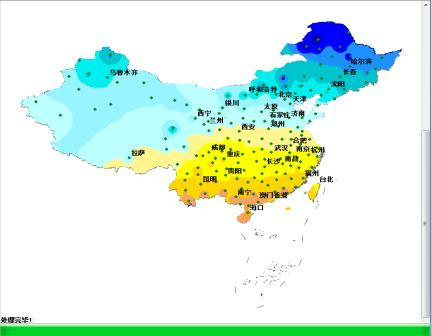 哈尔滨
乌鲁木齐
长春
沈阳
呼和浩特
北京
天津
银川
太原
石家庄
济南
西宁
兰州
郑州
西安
合肥
拉萨
成都
武汉
南京
杭州
重庆
长沙
南昌
贵阳
福州
昆明
台北
南宁
澳门
香港
海口
处理完毕!